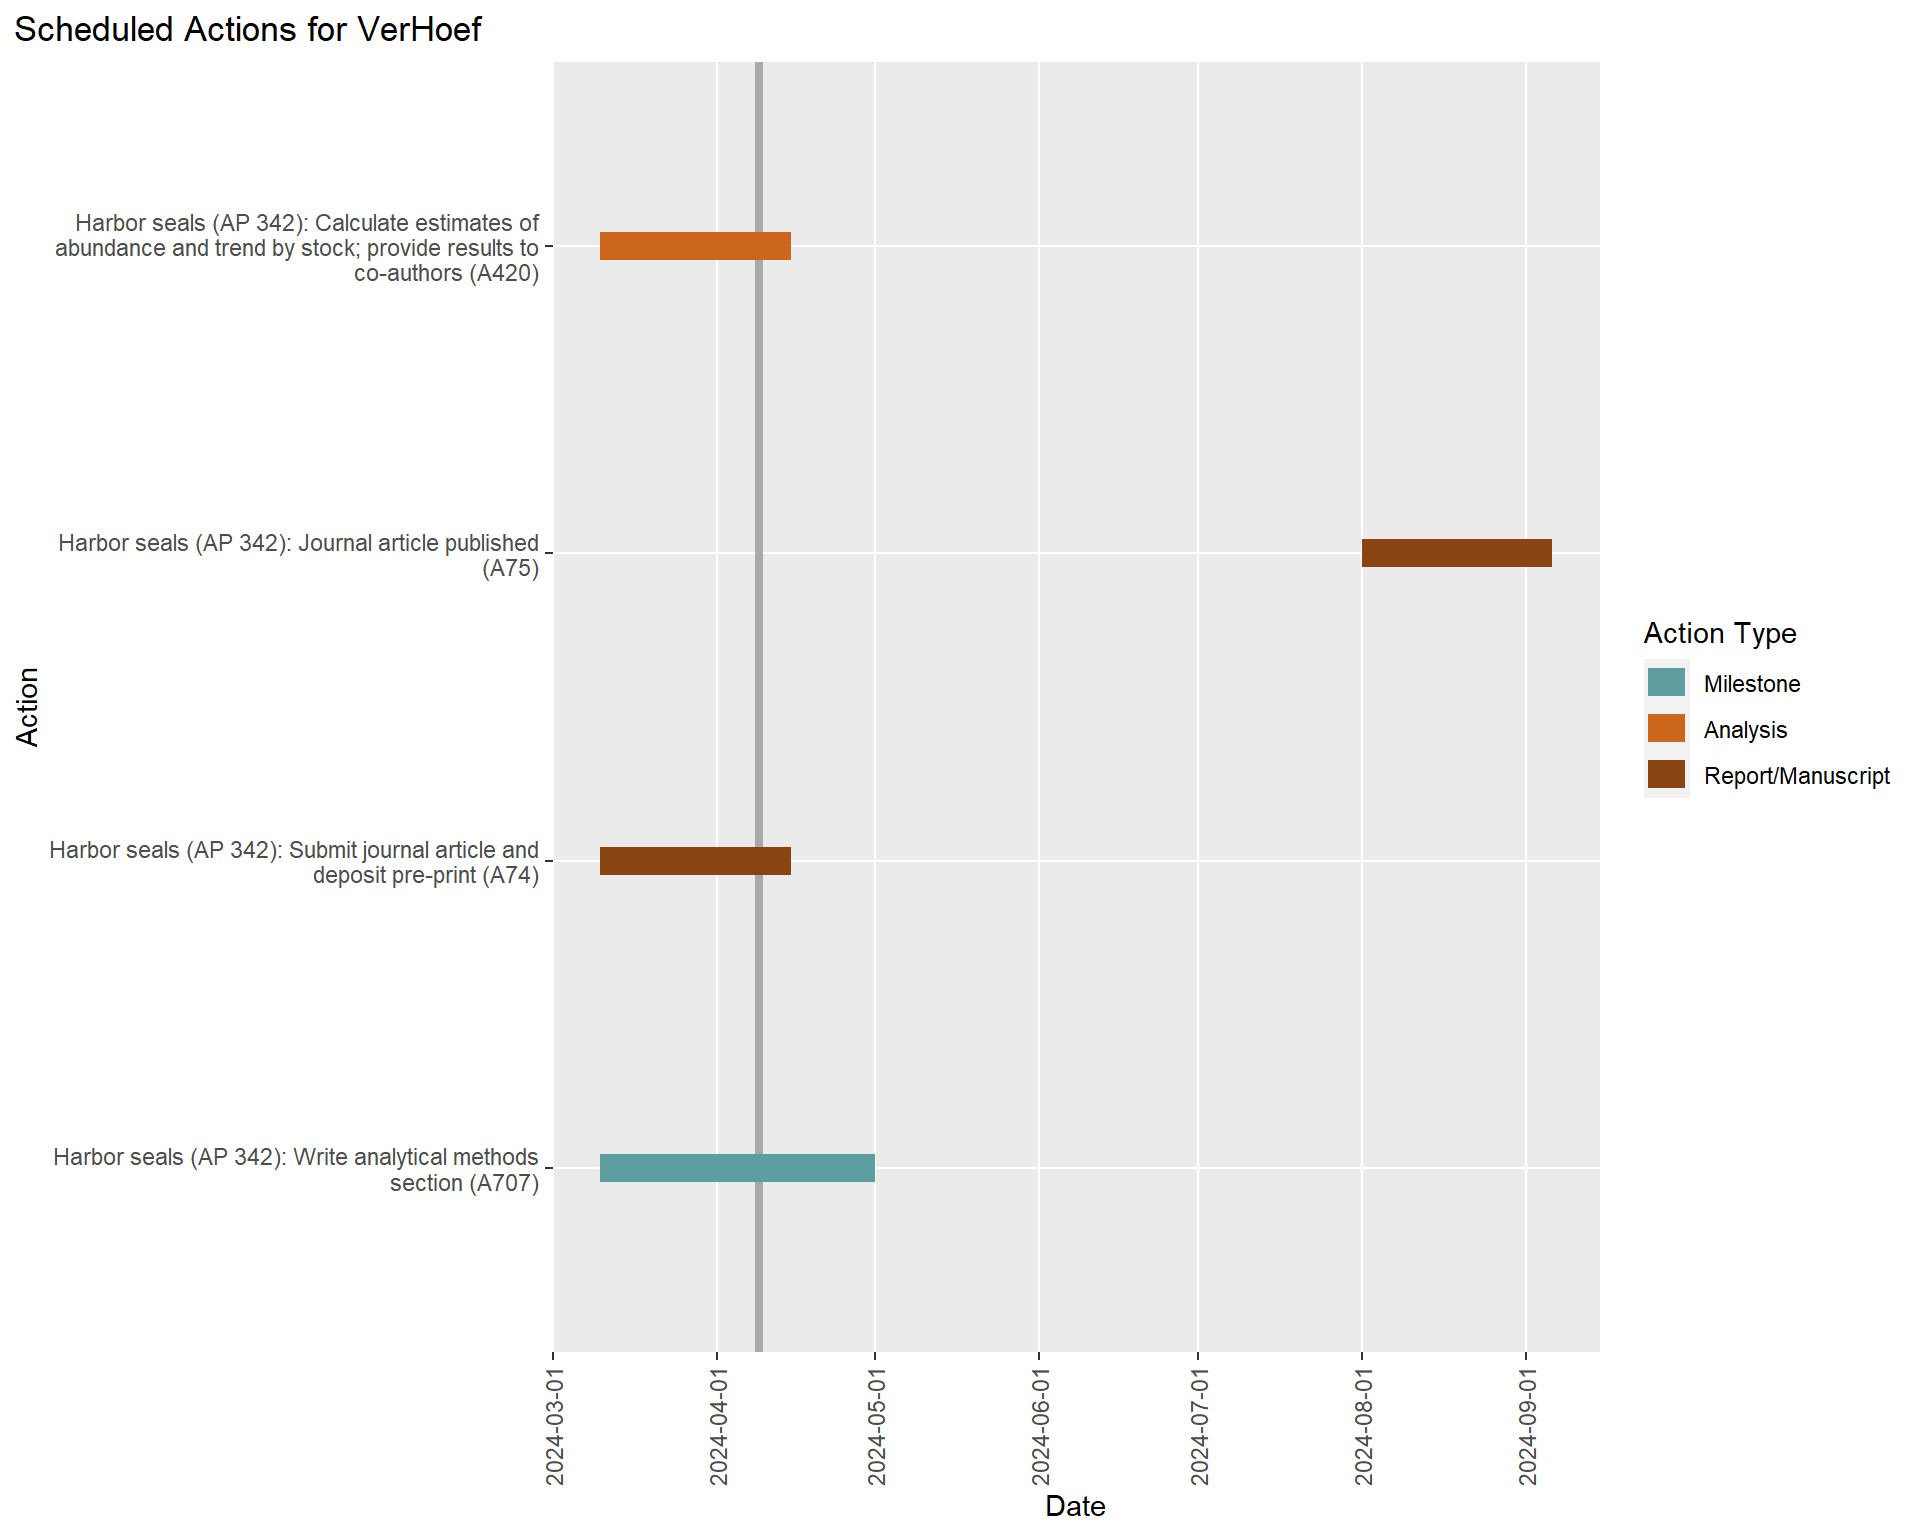 Scheduled Actions for VerHoef
Harbor seals (AP 342): Calculate estimates of
abundance and trend by stock; provide results to
co-authors (A420)
Harbor seals (AP 342): Journal article published
(A75)
Harbor seals (AP 342): Submit journal article and
deposit pre-print (A74)
Harbor seals (AP 342): Write analytical methods
section (A707)
Action
2024-03-01
2024-04-01
2024-05-01
2024-06-01
2024-07-01
2024-08-01
2024-09-01
Date
Action Type
Milestone
Analysis
Report/Manuscript